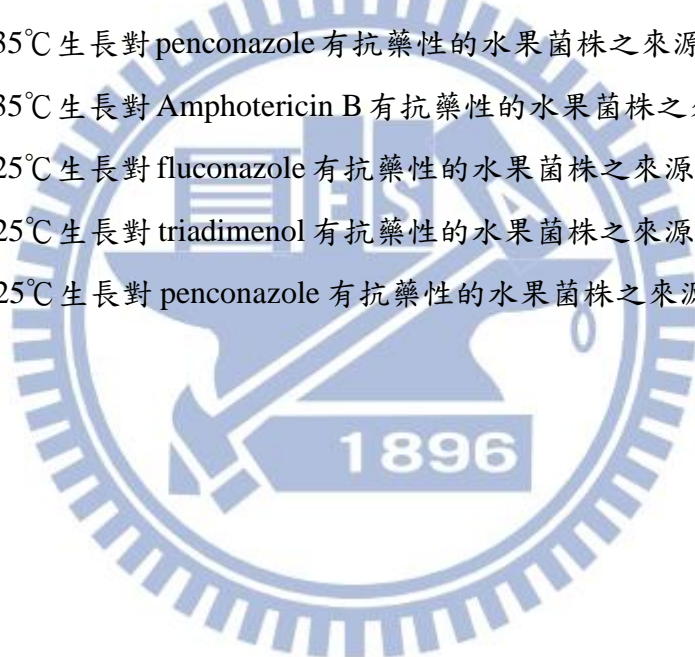 35℃生長對 penconazole 有抗藥性的水果菌株之來源
35℃生長對 Amphotericin B 有抗藥性的水果菌株之
25℃生長對 fluconazole 有抗藥性的水果菌株之來源
25℃生長對 triadimenol 有抗藥性的水果菌株之來源
25℃生長對 penconazole 有抗藥性的水果菌株之來源
ESA
1896